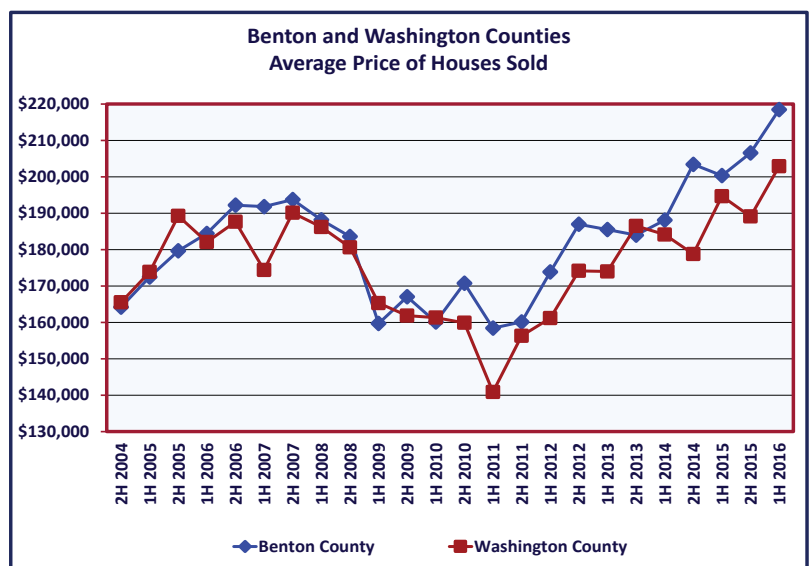 Benton and Washington Counties
Average Price of Houses Sold
$220,000
$210,000
$200,000
$190,000
$180,000
$170,000
$160,000
$150,000
$140,000
$130,000
2H 2004
1H 2005
2H 2005
1H 2006
2H 2006
1H 2007
2H 2007
1H 2008
2H 2008
1H 2009
2H 2009
1H 2010
2H 2010
1H 2011
2H 2011
1H 2012
2H 2012
1H 2013
2H 2013
1H 2014
2H 2014
1H 2015
2H 2015
1H 2016
Benton County
Washington County